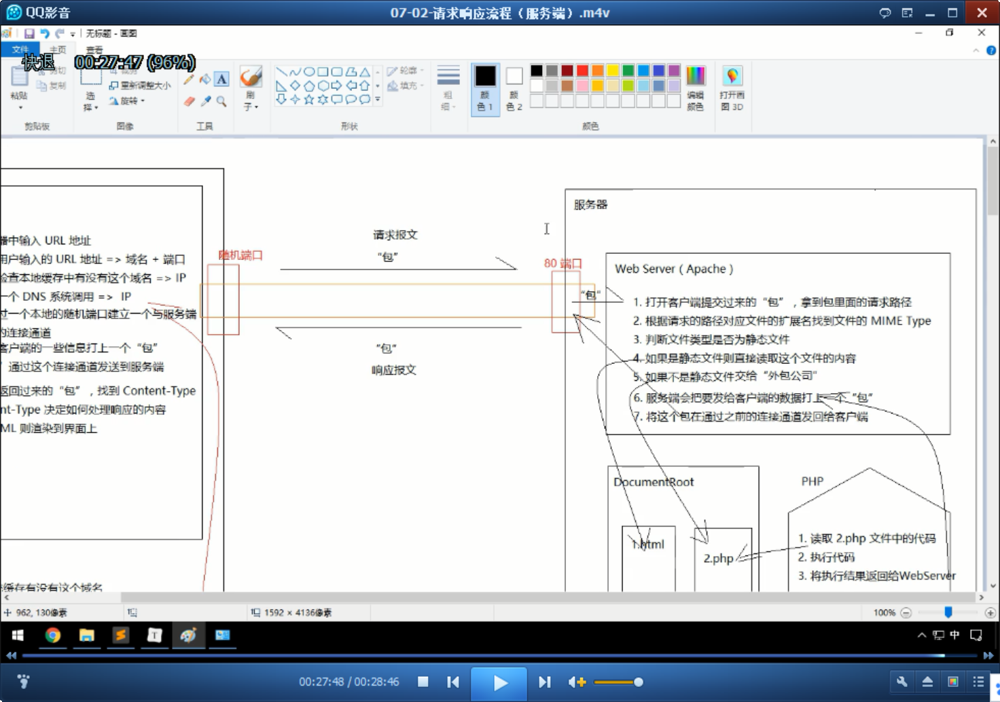 QQ影音
07-02-请求响应流程（服务端）.m4v
无标题 - 画图
文件
主页
查看
快退 00:27:47 (96%)
粘贴
剪切
复制
剪贴板
选择
裁剪
重新调整大小
旋转
图像
工具
刷子
形状
轮廓
填充
粗细
颜色 1
颜色 2
颜色
编辑颜色
打开画图 3D
器中输入 URL 地址
用户输入的 URL 地址 => 域名 + 端口
检查本地缓存中有没有这个域名 => IP
一个 DNS 系统调用 => IP
过一个本地的随机端口建立一个与服务端
的连接通道
客户端的一些信息打上一个“包”
通过这个连接通道发送到服务端
返回过来的“包”，找到 Content-Type
nt-Type 决定如何处理响应的内容
ML 则渲染到界面上
缓存有没有这个域名
随机端口
请求报文
“包”
“包”
响应报文
80 端口
“包”
服务器
Web Server ( Apache )
1. 打开客户端提交过来的“包”，拿到包里面的请求路径
2. 根据请求的路径对应文件的扩展名找到文件的 MIME Type
3. 判断文件类型是否为静态文件
4. 如果是静态文件则直接读取这个文件的内容
5. 如果不是静态文件交给“外包公司”
6. 服务端会把要发给客户端的数据打上一个“包”
7. 将这个包在通过之前的连接通道发回给客户端
DocumentRoot
1.html
2.php
PHP
1. 读取 2.php 文件中的代码
2. 执行代码
3. 将执行结果返回给WebServer
962, 130像素
1592 × 4136像素
100%
中
00:27:48 / 00:28:46